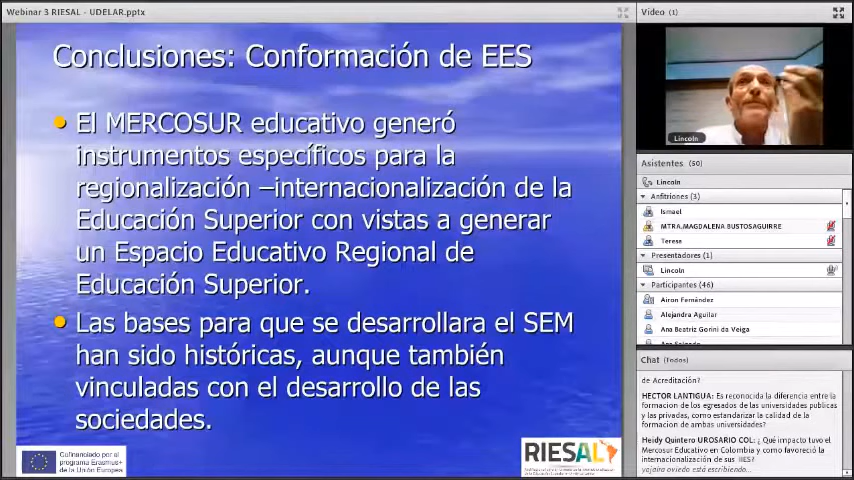 Webinar 3 RIESAL - UDELAR.pptx
Conclusiones: Conformación de EES
El MERCOSUR educativo generó
instrumentos específicos para la
regionalización –internacionalización de la
Educación Superior con vistas a generar
un Espacio Educativo Regional de
Educación Superior.
Las bases para que se desarrollara el SEM
han sido históricas, aunque también
vinculadas con el desarrollo de las
sociedades.
Cofinanciado por el
programa Erasmus+
de la Unión Europea
RIESAL
Vídeo (1)
Lincoln
Asistentes (50)
Lincoln
Anfitriones (3)
Ismael
MTRA.MAGDALENA BUSTOSAGUIRRE
Teresa
Presentadores (1)
Lincoln
Participantes (46)
Airon Fernández
Alejandra Aguilar
Ana Beatriz Gorini da Veiga
Chat (Todos)
de Acreditación?
HECTOR LANTIGUA: Es reconocida la diferencia entre la
formacion de los egresados de las universidades publicas
y las privadas, como estandarizar la calidad de la
formacion de ambas universidades?
Heidy Quintero UROSARIO COL: ¿ Qué impacto tuvo el
Mercosur Educativo en Colombia y como favoreció la
internacionalización de sus IIES?
yajaira oviedo está escribiendo...